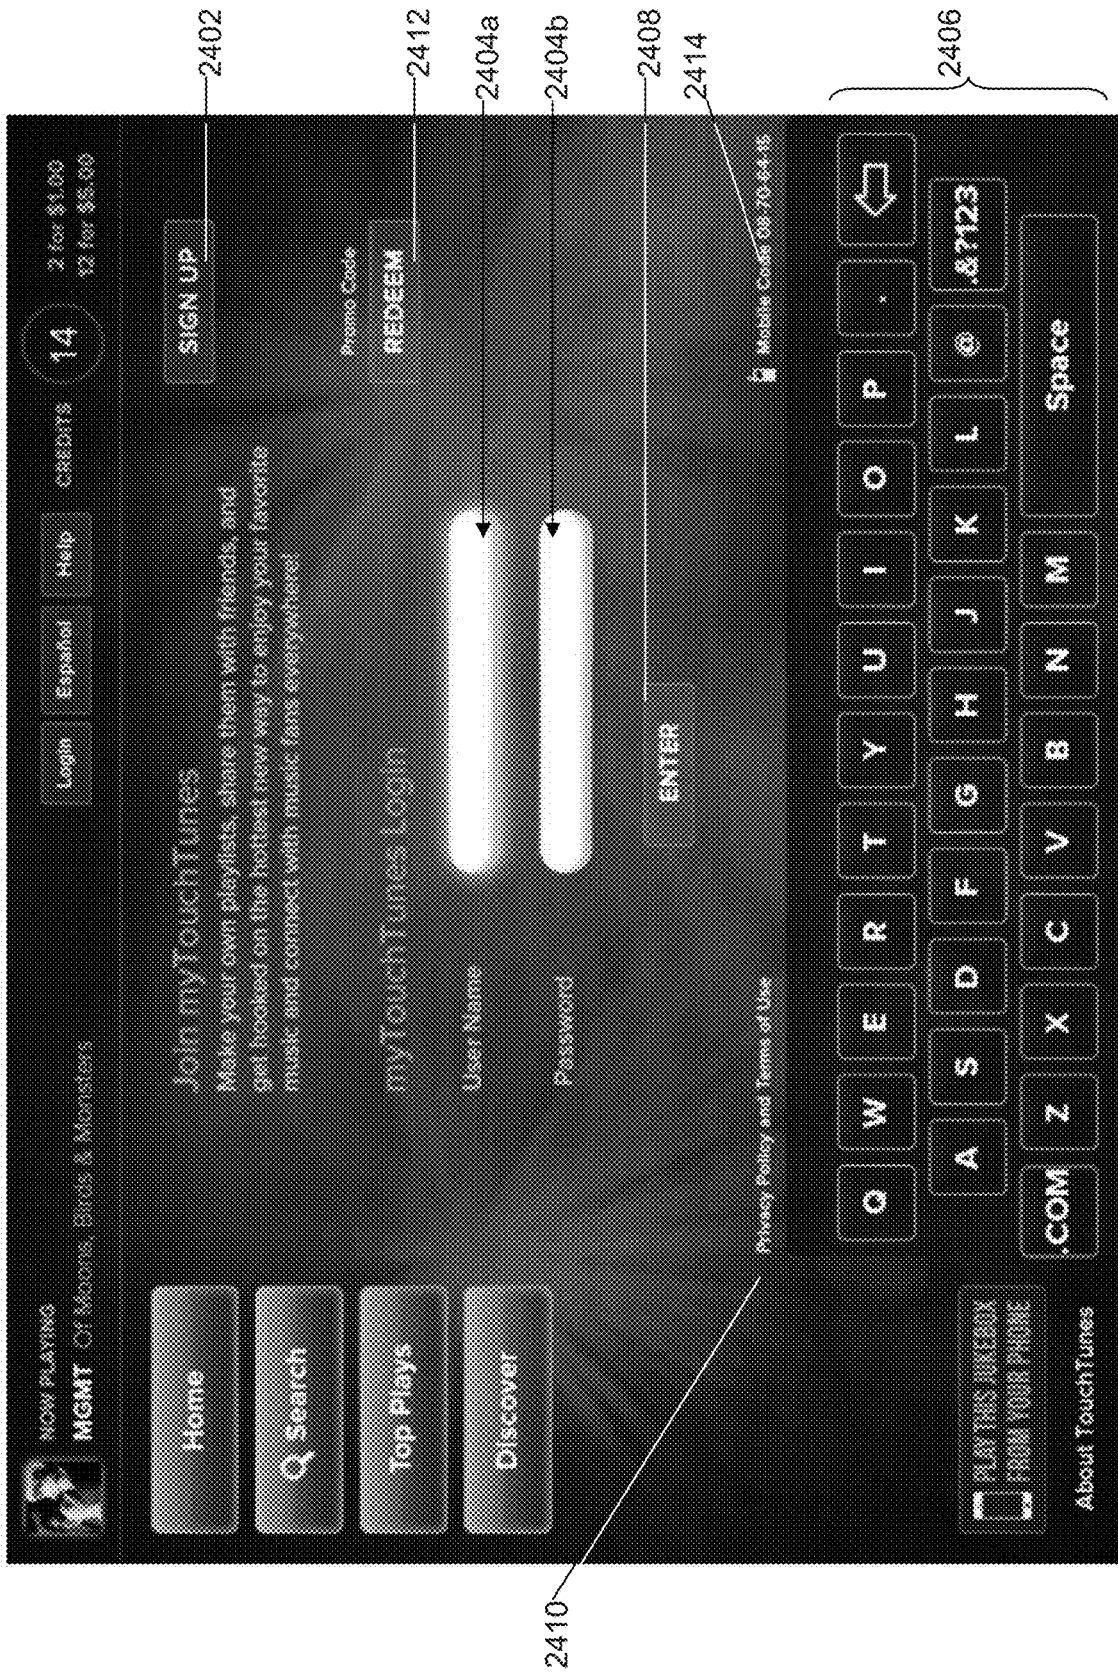 NOW PLAYING
MGMT Of Moons, Birds & Monsters
Login
Español
Help
CREDITS
14
2 for $1.00
12 for $5.00
Home
Search
Top Plays
Discover
Join myTouchTunes
Make your own playlists, share them with friends, and
get hooked on the hottest new way to enjoy your favorite
music and connect with music fans everywhere!
SIGN UP
2402
Promo Code
REDEEM
2412
myTouchTunes Login
User Name
2404a
Password
2404b
ENTER
2408
2414
Privacy Policy and Terms of Use
Mobile Code 08-70-64-15
2410
Q W E R T Y U I O P .
A S D F G H J K L @ .&?123
.COM Z X C V B N M Space
2406
PLAY THIS JUKEBOX
FROM YOUR PHONE
About TouchTunes